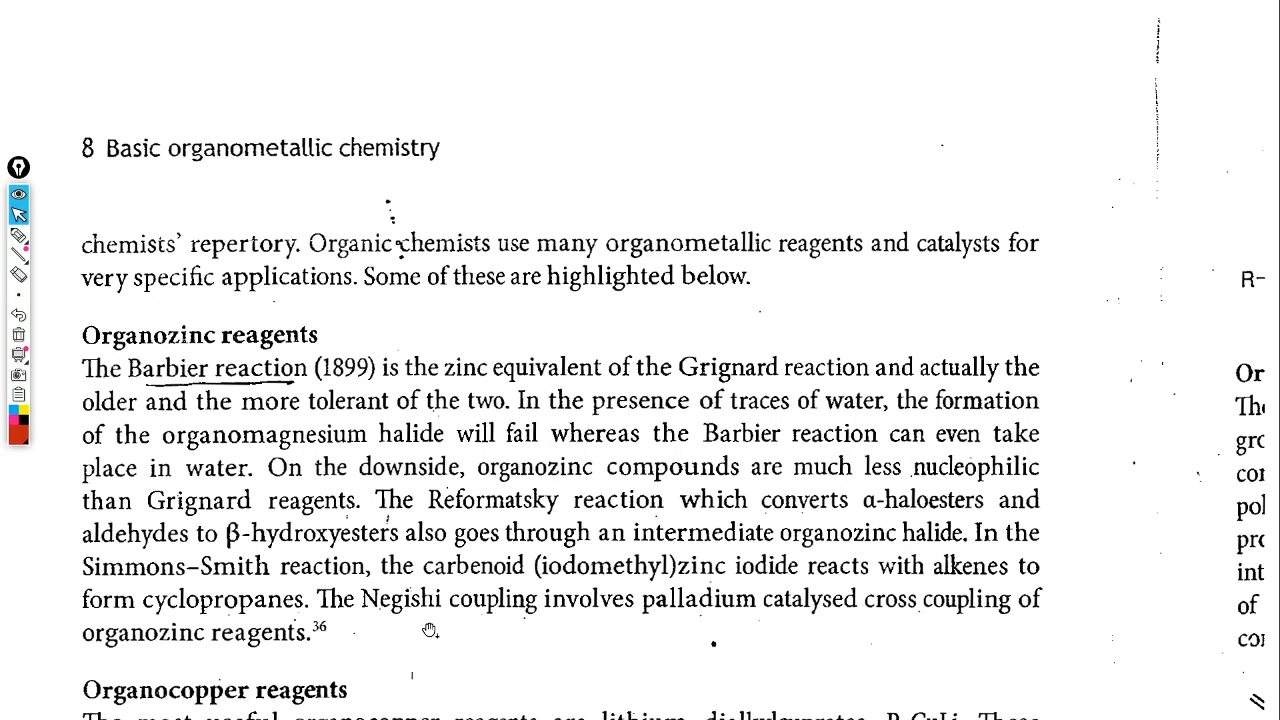 8 Basic organometallic chemistry
chemists' repertory. Organic chemists use many organometallic reagents and catalysts for
very specific applications. Some of these are highlighted below.
Organozinc reagents
The Barbier reaction (1899) is the zinc equivalent of the Grignard reaction and actually the
older and the more tolerant of the two. In the presence of traces of water, the formation
of the organomagnesium halide will fail whereas the Barbier reaction can even take
place in water. On the downside, organozinc compounds are much less nucleophilic
than Grignard reagents. The Reformatsky reaction which converts α-haloesters and
aldehydes to β-hydroxyesters also goes through an intermediate organozinc halide. In the
Simmons–Smith reaction, the carbenoid (iodomethyl)zinc iodide reacts with alkenes to
form cyclopropanes. The Negishi coupling involves palladium catalysed cross coupling of
organozinc reagents.³⁶
Organocopper reagents
R–
Or
gro
pol
int
of